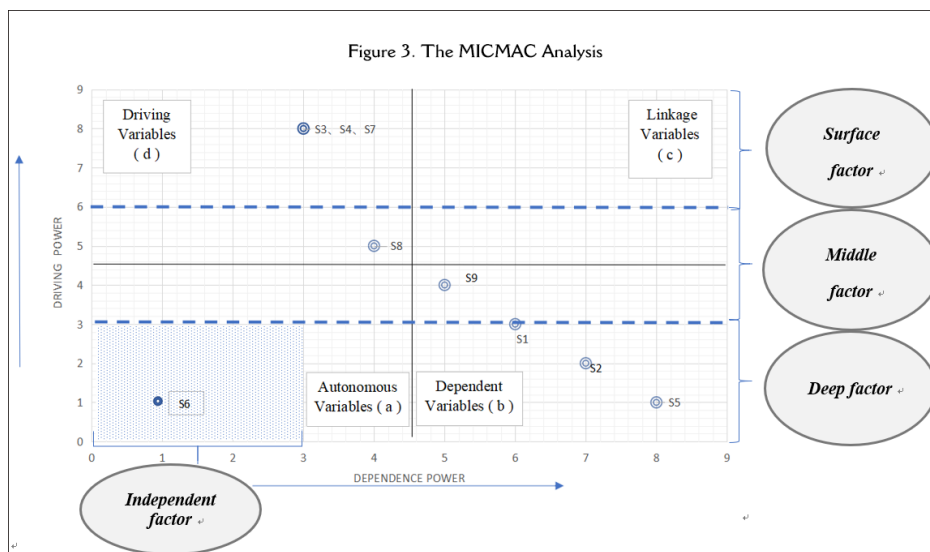 Figure 3. The MICMAC Analysis
9
8
7
6
5
4
3
2
1
0
DRIVING POWER
Driving
Variables
( d )
S3、S4、S7
Linkage
Variables
( c )
S8
S9
S1
S2
S5
S6
Autonomous
Variables ( a )
Dependent
Variables ( b )
0 1 2 3 4 5 6 7 8 9
DEPENDENCE POWER
Surface
factor
Middle
factor
Deep factor
Independent
factor